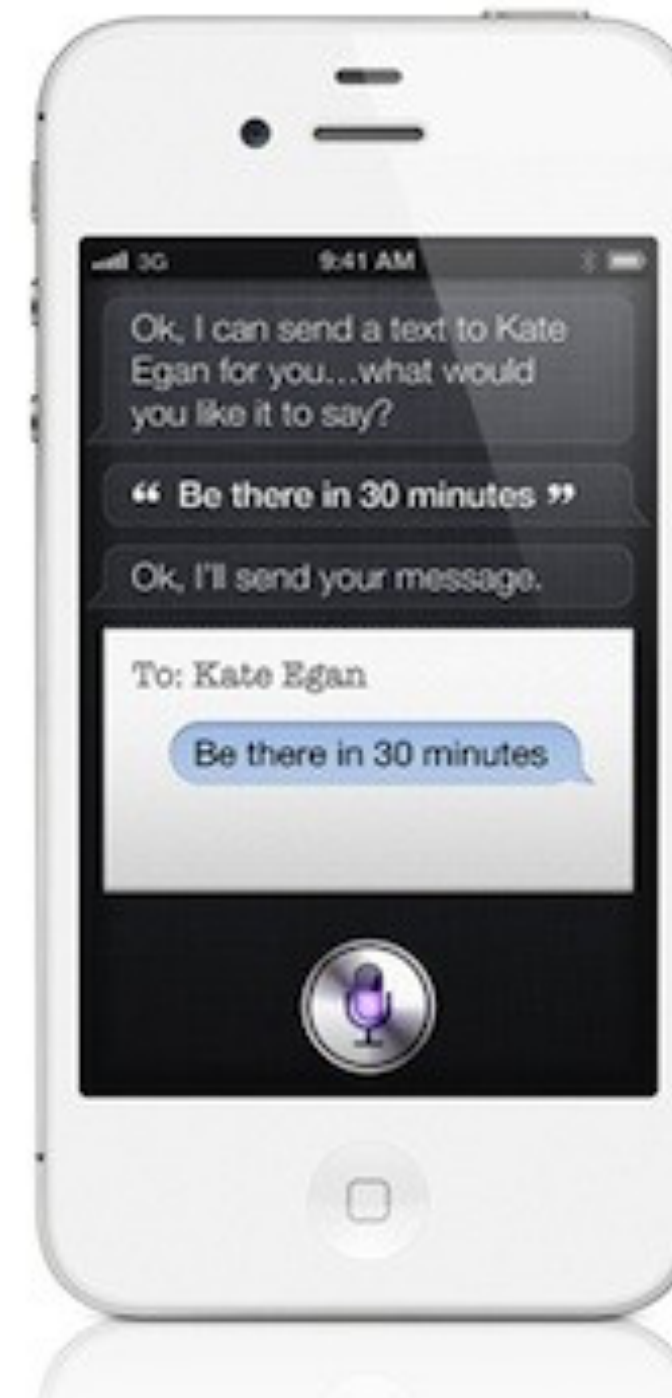 3G 9:41 AM
Ok, I can send a text to Kate
Egan for you...what would
you like it to say?
“ Be there in 30 minutes ”
Ok, I'll send your message.
To: Kate Egan
Be there in 30 minutes